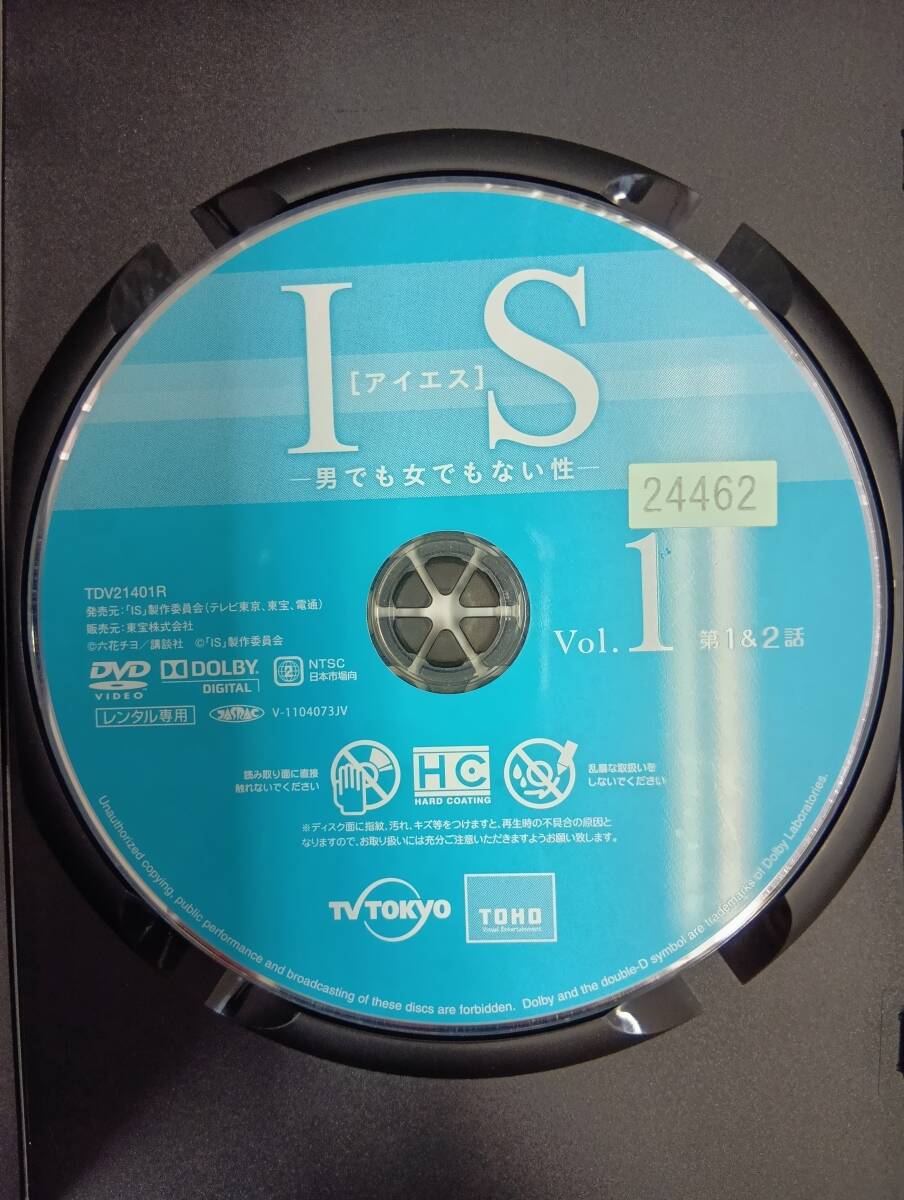 I S
[アイエス]
―男でも女でもない性―
24462
TDV21401R
発売元:「IS」製作委員会(テレビ東京、東宝、電通)
販売元:東宝株式会社
©六花チヨ/講談社 ©「IS」製作委員会
Vol. 1 第1&2話
DVD VIDEO
DOLBY DIGITAL
2 NTSC 日本市場向
レンタル専用
JASRAC
V-1104073JV
読み取り面に直接
触れないでください
HC
HARD COATING
乱暴な取扱いを
しないでください
※ディスク面に指紋、汚れ、キズ等をつけますと、再生時の不具合の原因と
なりますので、お取り扱いには充分ご注意いただきますようお願い致します。
TV TOKYO
TOHO
Visual Entertainment
Unauthorized copying, public performance and broadcasting of these discs are forbidden. Dolby and the double-D symbol are trademarks of Dolby Laboratories.